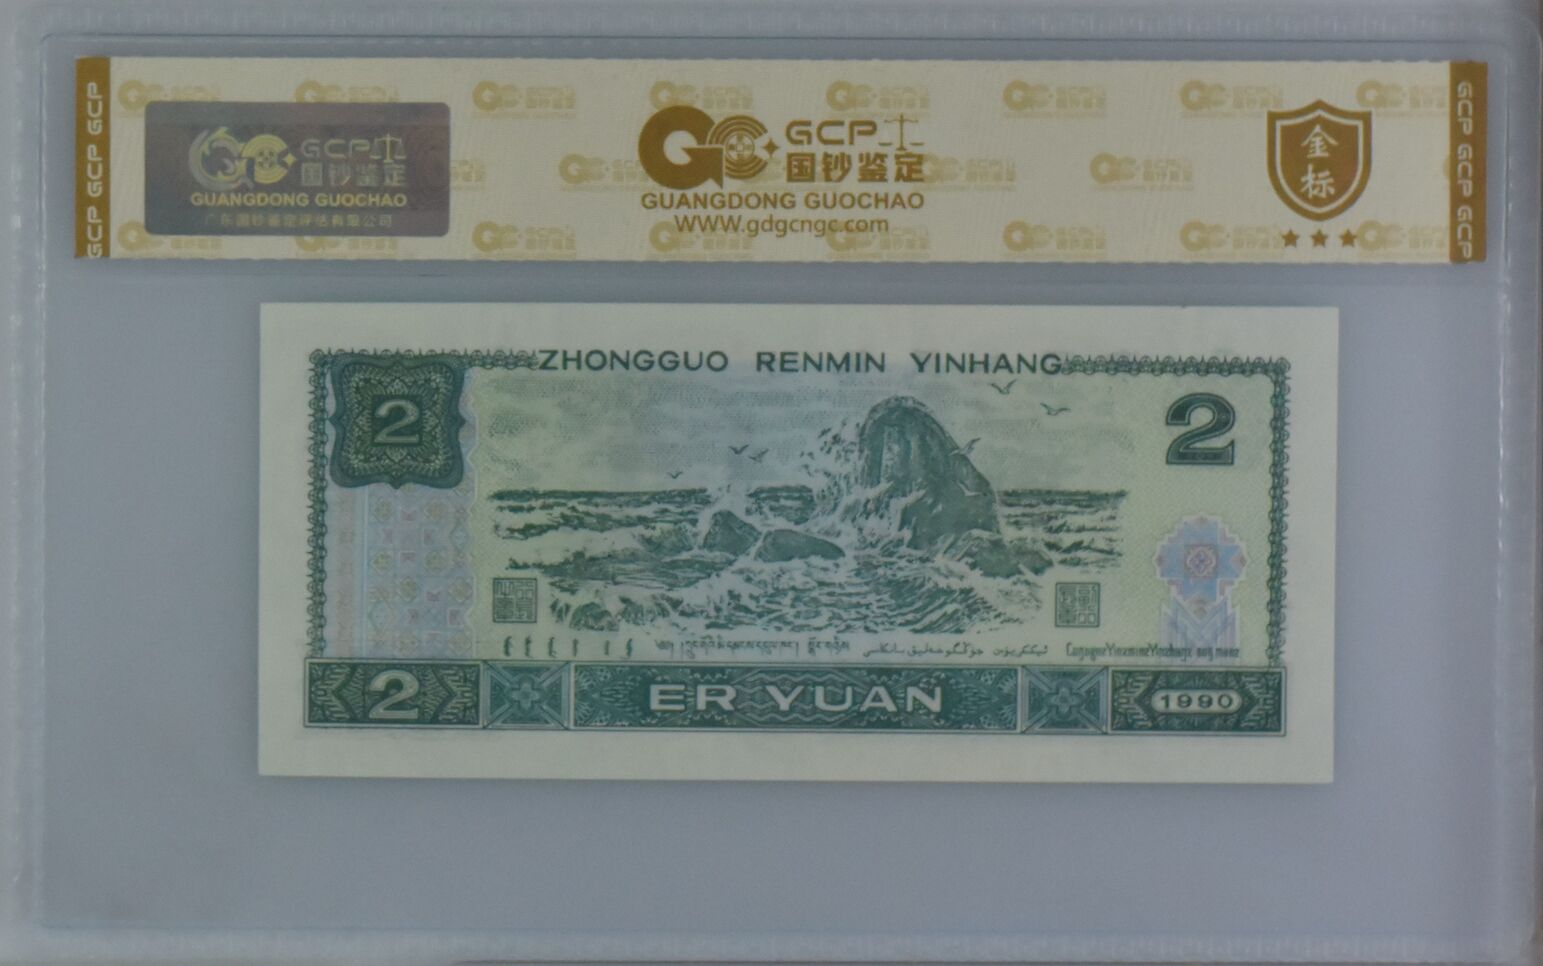 GCP GCP GCP
GCP 国钞鉴定
GUANGDONG GUOCHAO
广东国钞鉴定评估有限公司
GCP
国钞鉴定
GUANGDONG GUOCHAO
WWW.gdgcngc.com
金标
GCP GCP GCP
ZHONGGUO RENMIN YINHANG
2
2
2
ER YUAN
1990